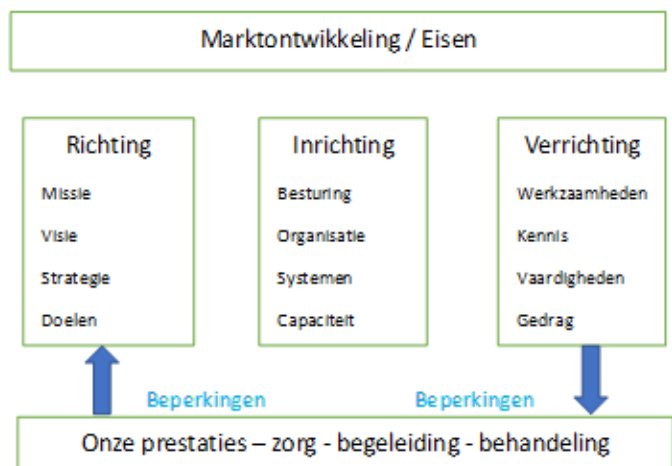 Marktontwikkeling / Eisen
Richting
Missie
Visie
Strategie
Doelen
Inrichting
Besturing
Organisatie
Systemen
Capaciteit
Verrichting
Werkzaamheden
Kennis
Vaardigheden
Gedrag
Beperkingen
Beperkingen
Onze prestaties – zorg - begeleiding - behandeling